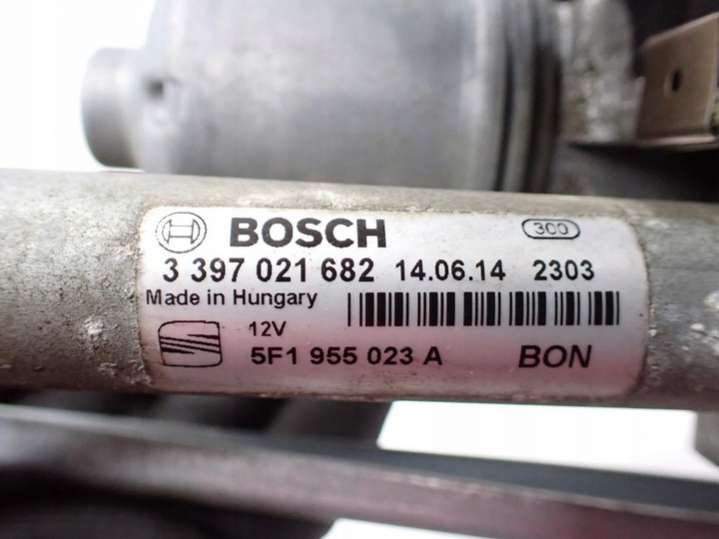 BOSCH 300
3 397 021 682 14.06.14 2303
Made in Hungary
12V
5F1 955 023 A BON